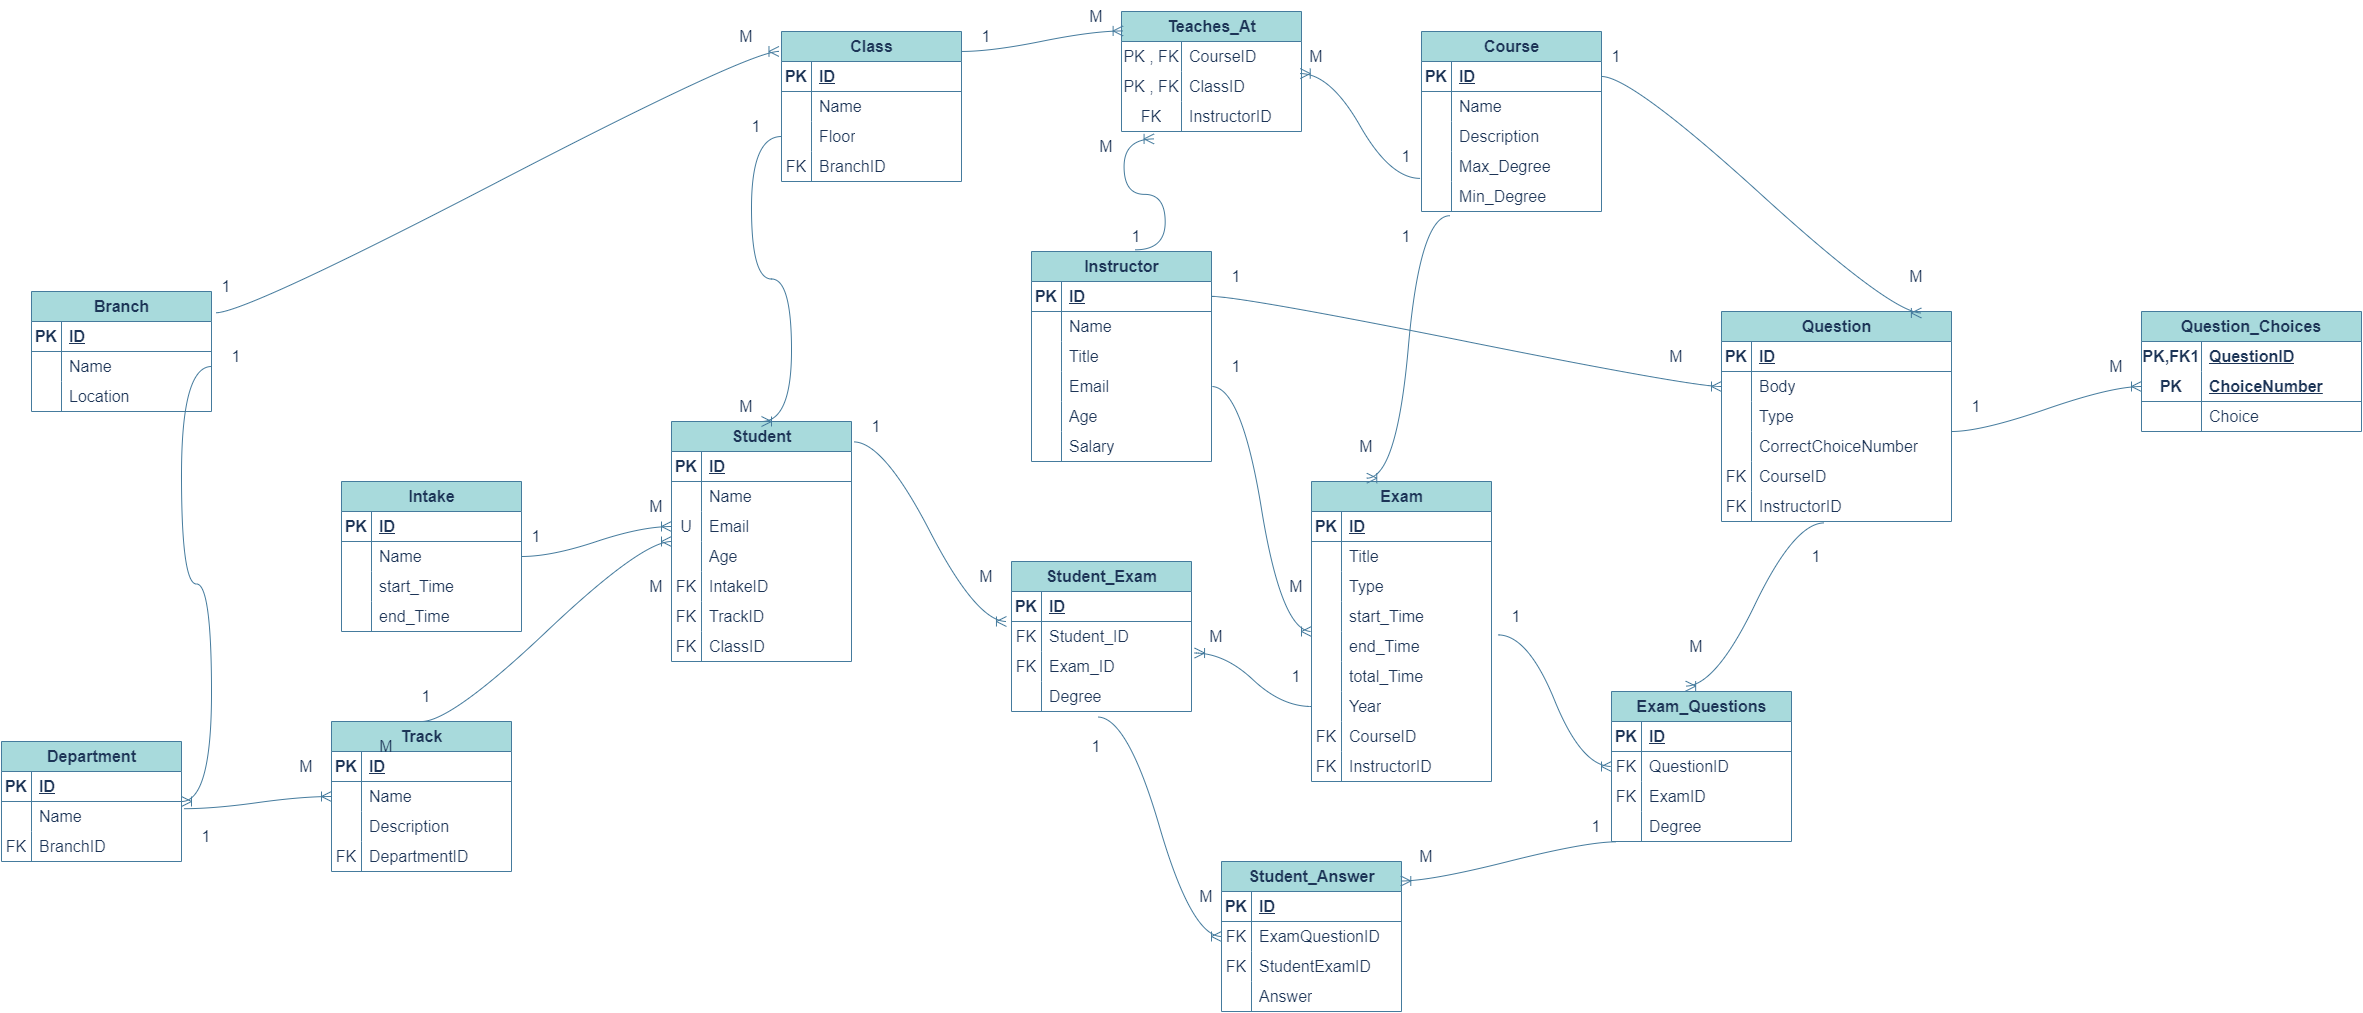 Class
PK ID
Name
Floor
FK BranchID
Teaches_At
PK , FK CourseID
PK , FK ClassID
FK InstructorID
Course
PK ID
Name
Description
Max_Degree
Min_Degree
Instructor
PK ID
Name
Title
Email
Age
Salary
Branch
PK ID
Name
Location
Question
PK ID
Body
Type
CorrectChoiceNumber
FK CourseID
FK InstructorID
Question_Choices
PK,FK1 QuestionID
PK ChoiceNumber
Choice
Student
PK ID
Name
U Email
Age
FK IntakeID
FK TrackID
FK ClassID
Intake
PK ID
Name
start_Time
end_Time
Exam
PK ID
Title
Type
start_Time
end_Time
total_Time
Year
FK CourseID
FK InstructorID
Student_Exam
PK ID
FK Student_ID
FK Exam_ID
Degree
Exam_Questions
PK ID
FK QuestionID
FK ExamID
Degree
Track
PK ID
Name
Description
FK DepartmentID
Department
PK ID
Name
FK BranchID
Student_Answer
PK ID
FK ExamQuestionID
FK StudentExamID
Answer
M
1
M
M
1
1
1
M
1
1
1
1
M
1
M
1
M
1
M
1
M
M
1
M
1
M
M
M
1
1
M
M
1
1
M
M
1
1
1
M
M